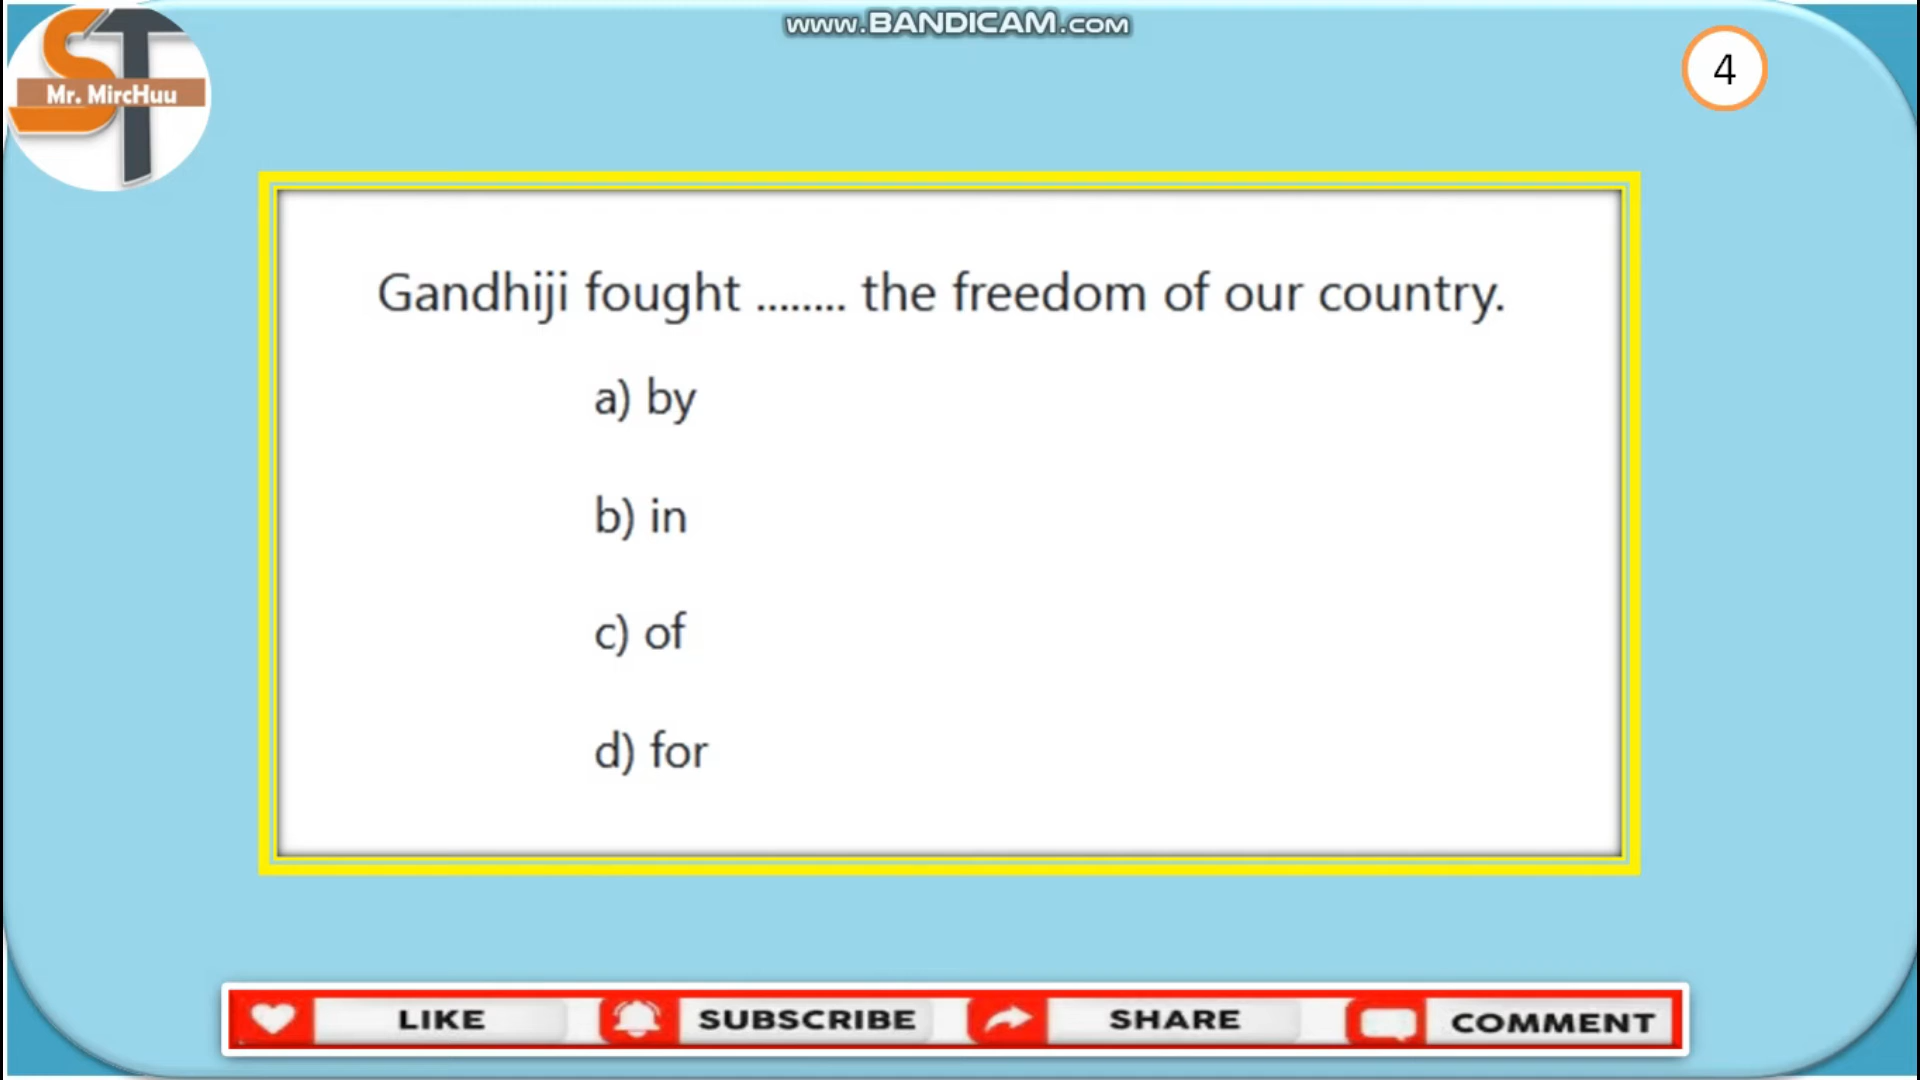 www.BANDICAM.com
ST
Mr. MircHuu
4
Gandhiji fought ........ the freedom of our country.
a) by
b) in
c) of
d) for
LIKE
SUBSCRIBE
SHARE
COMMENT